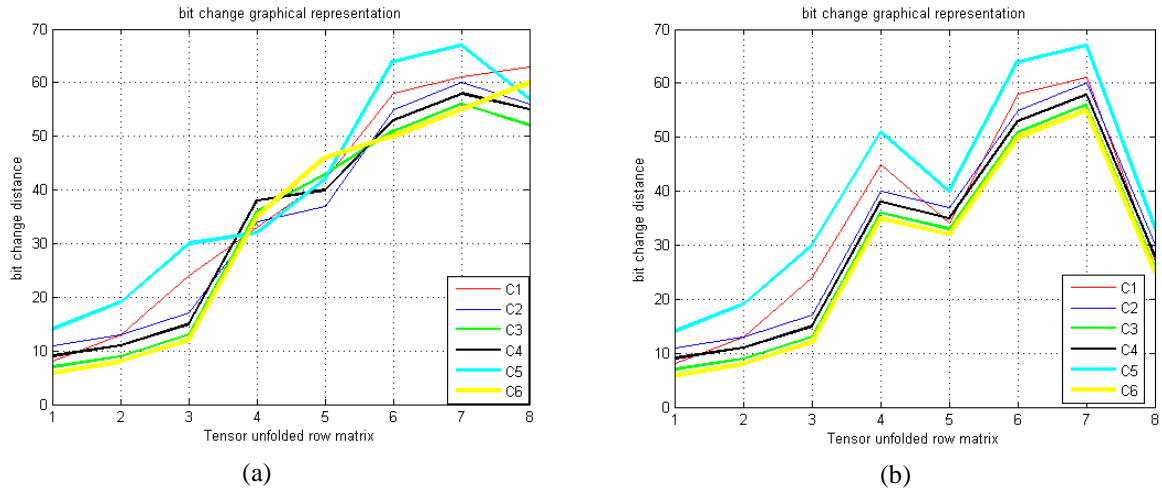 bit change graphical representation
70
60
50
40
30
20
10
0
bit change distance
C1
C2
C3
C4
C5
C6
1 2 3 4 5 6 7 8
Tensor unfolded row matrix
(a)
bit change graphical representation
70
60
50
40
30
20
10
0
bit change distance
C1
C2
C3
C4
C5
C6
1 2 3 4 5 6 7 8
Tensor unfolded row matrix
(b)